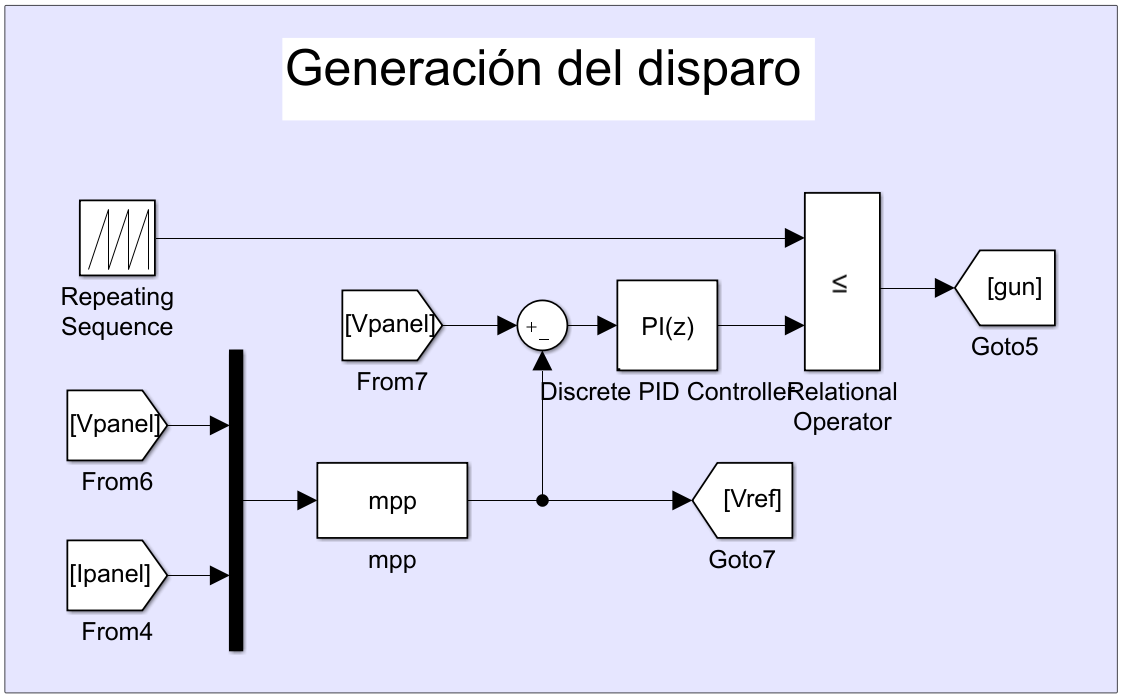 Generación del disparo
Repeating
Sequence
≤
[gun]
Goto5
[Vpanel]
From7
+
_
PI(z)
Discrete PID Controller
Relational
Operator
[Vpanel]
From6
mpp
mpp
[Vref]
Goto7
[Ipanel]
From4